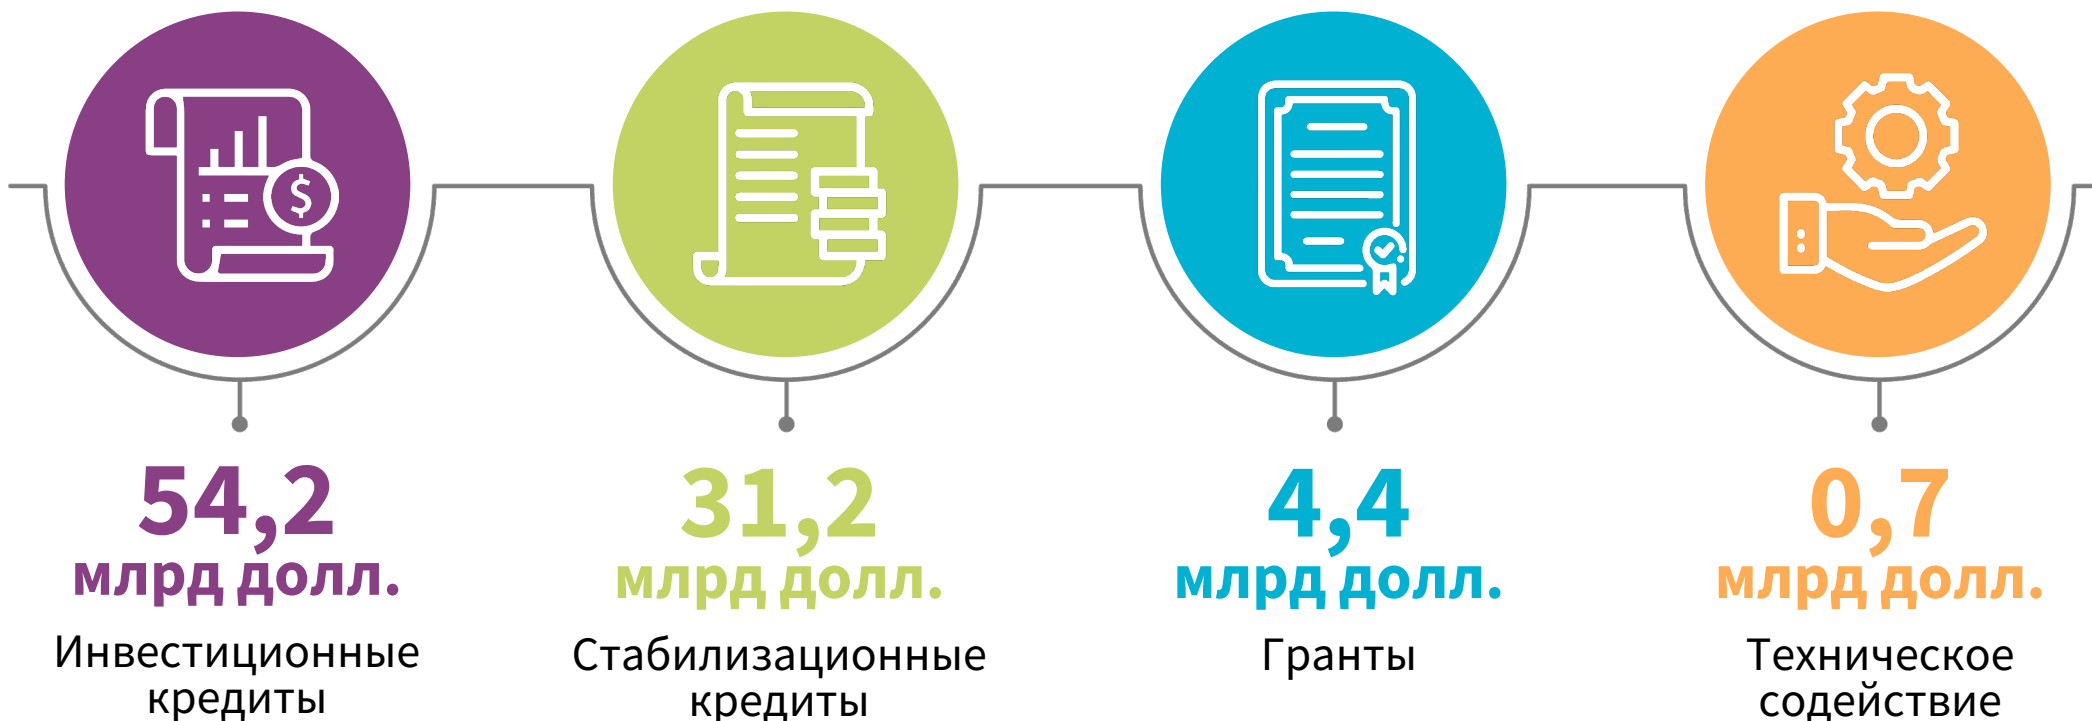 $
54,2
млрд долл.
Инвестиционные
кредиты
31,2
млрд долл.
Стабилизационные
кредиты
4,4
млрд долл.
Гранты
0,7
млрд долл.
Техническое
содействие